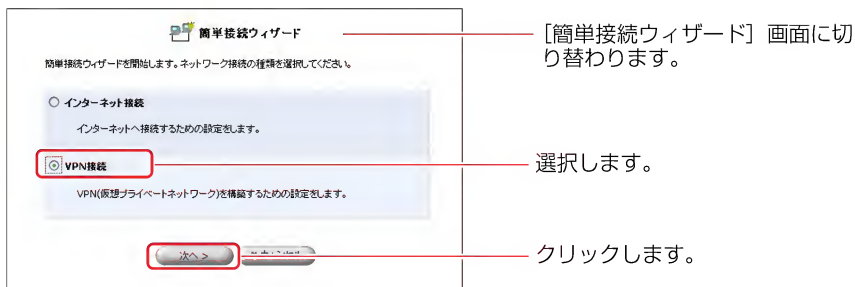 簡単接続ウィザード
簡単接続ウィザードを開始します。ネットワーク接続の種類を選択してください。
インターネット接続
インターネットへ接続するための設定をします。
VPN接続
VPN(仮想プライベートネットワーク)を構築するための設定をします。
次へ >
［簡単接続ウィザード］画面に切
り替わります。
選択します。
クリックします。